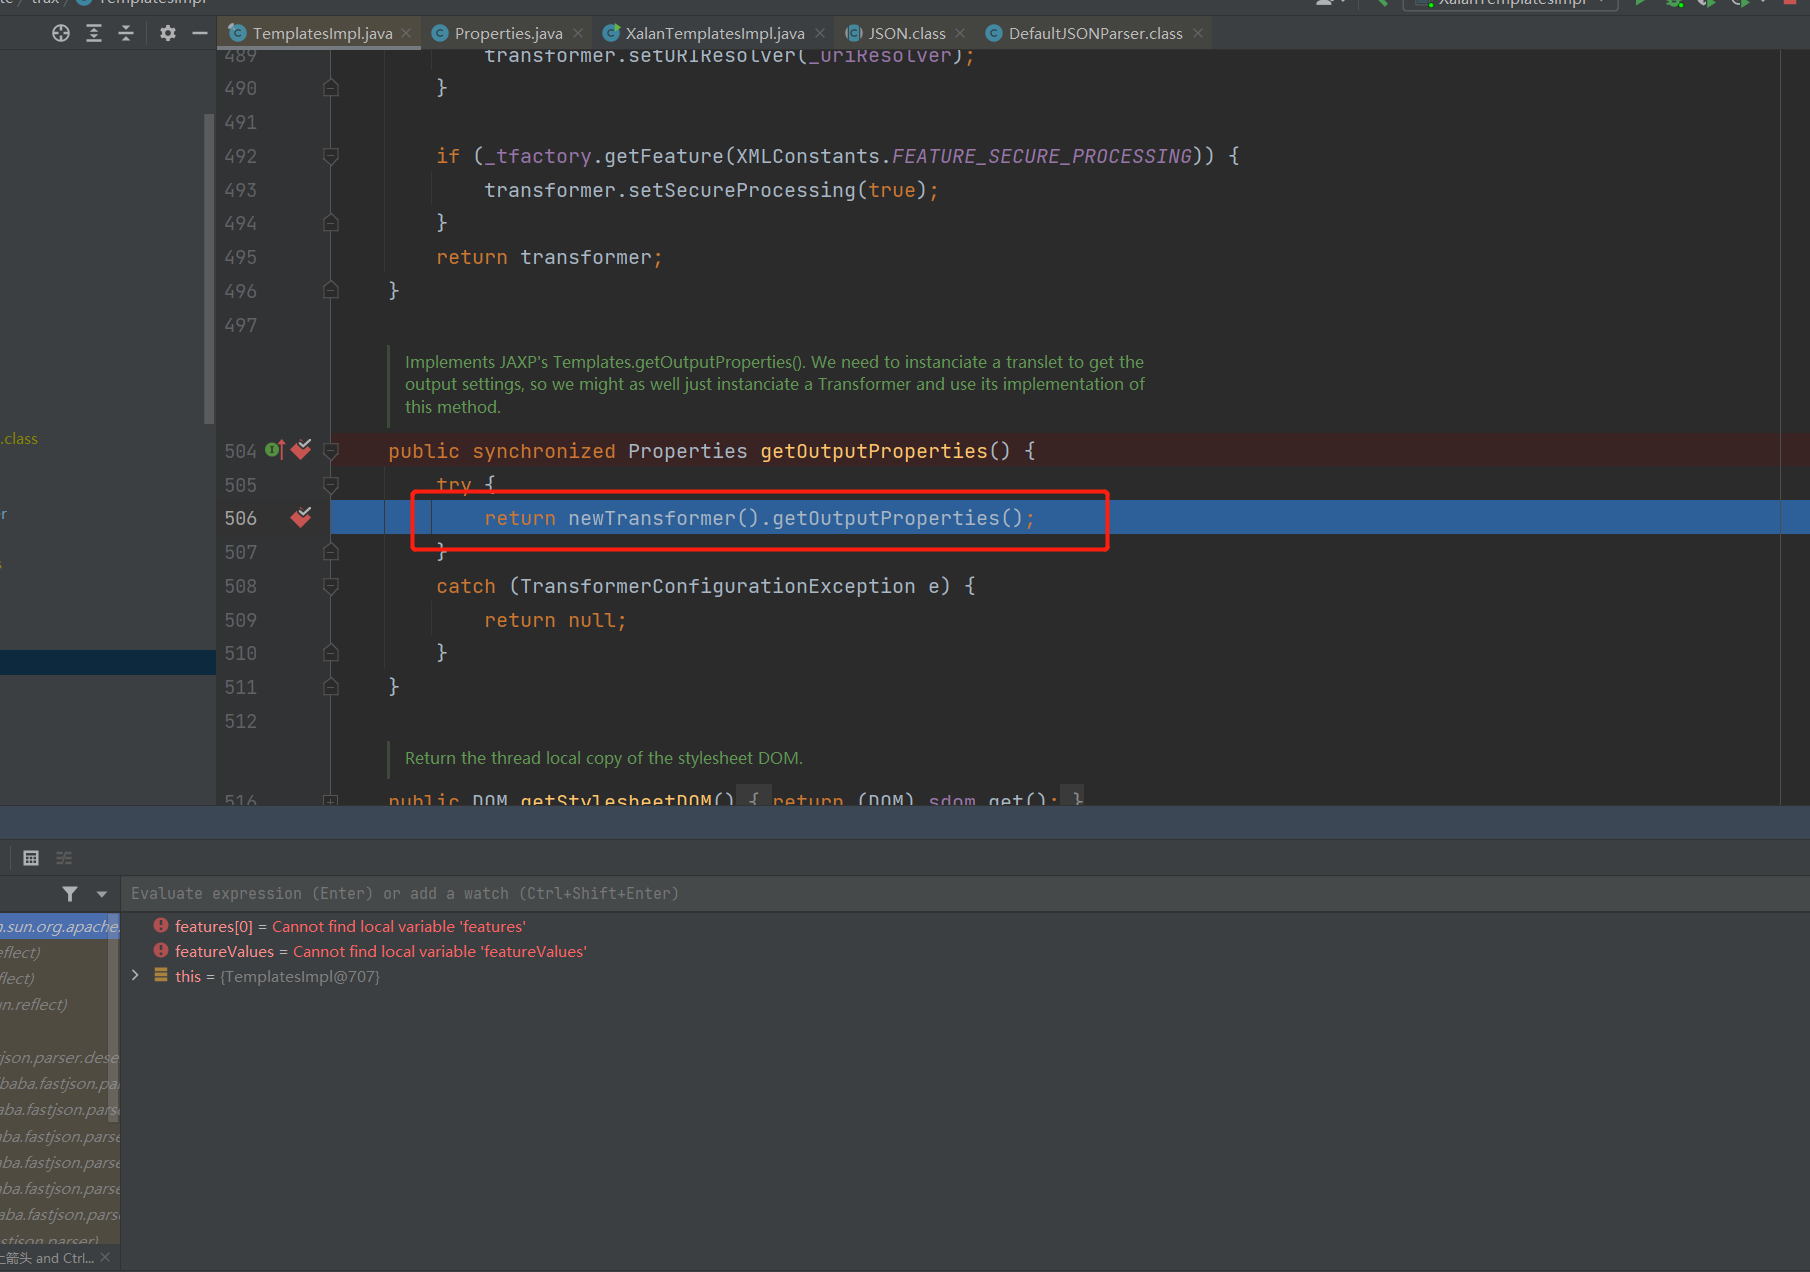 TemplatesImpl
XalanTemplatesImpl
TemplatesImpl.java
Properties.java
XalanTemplatesImpl.java
JSON.class
DefaultJSONParser.class
489 transformer.setURIResolver(_uriResolver);
490 }
491
492 if (_tfactory.getFeature(XMLConstants.FEATURE_SECURE_PROCESSING)) {
493 transformer.setSecureProcessing(true);
494 }
495 return transformer;
496 }
497
Implements JAXP's Templates.getOutputProperties(). We need to instanciate a translet to get the
output settings, so we might as well just instanciate a Transformer and use its implementation of
this method.
.class
504 public synchronized Properties getOutputProperties() {
505 try {
506 return newTransformer().getOutputProperties();
507 }
508 catch (TransformerConfigurationException e) {
509 return null;
510 }
511 }
512
Return the thread local copy of the stylesheet DOM.
516 public DOM getStylesheetDOM() { return (DOM)_sdom.get(); }
Evaluate expression (Enter) or add a watch (Ctrl+Shift+Enter)
.sun.org.apache.
features[0] = Cannot find local variable 'features'
eflect)
featureValues = Cannot find local variable 'featureValues'
flect)
this = {TemplatesImpl@707}
n.reflect)
json.parser.dese
baba.fastjson.pa
aba.fastjson.parse
aba.fastjson.parse
aba.fastjson.parse
aba.fastjson.parse
aba.fastjson.pars
stjson.parser)
上箭头 and Ctrl...